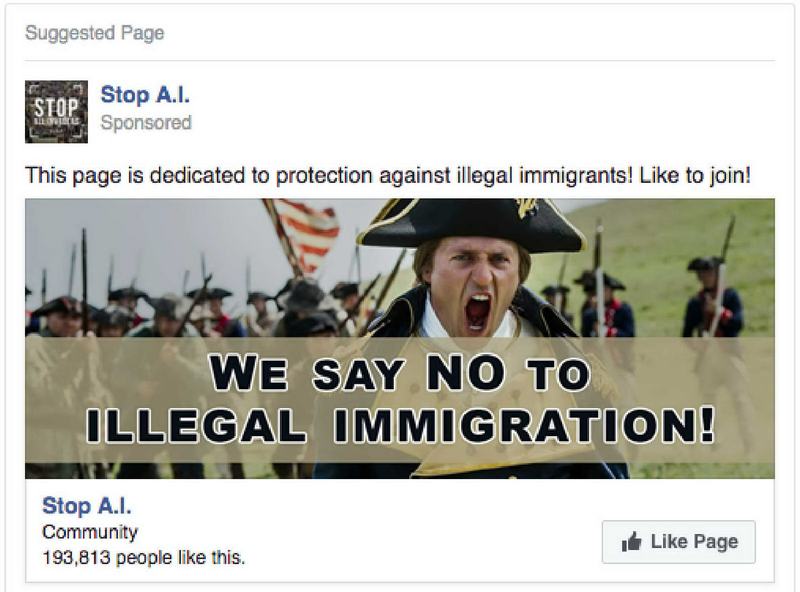 Suggested Page
STOP
ALL INVADERS
Stop A.I.
Sponsored
This page is dedicated to protection against illegal immigrants! Like to join!
WE SAY NO TO
ILLEGAL IMMIGRATION!
Stop A.I.
Community
193,813 people like this.
Like Page